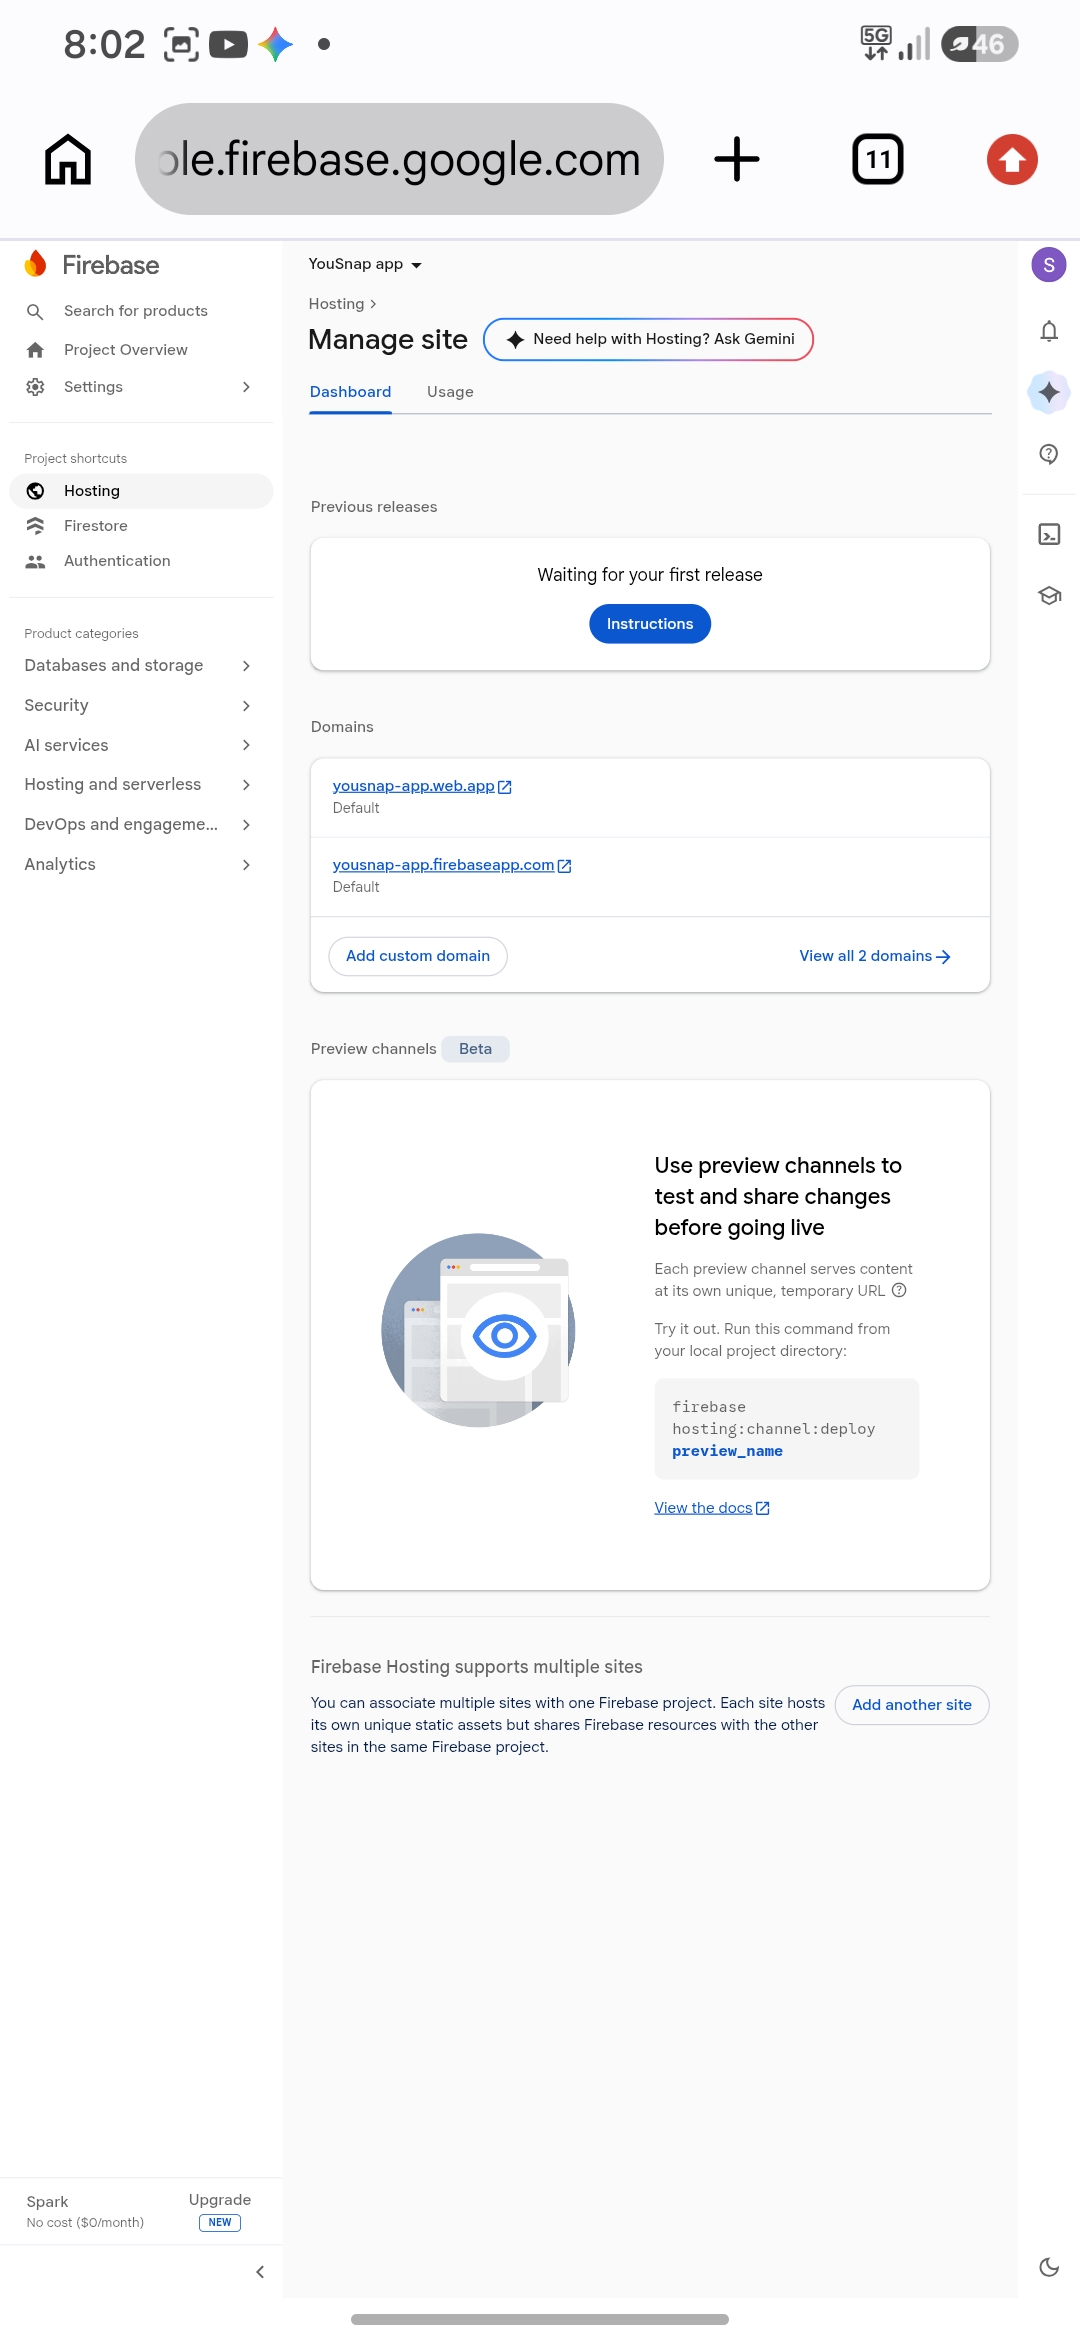 8:02
5G
46
ole.firebase.google.com
11
Firebase
Search for products
Project Overview
Settings
Project shortcuts
Hosting
Firestore
Authentication
Product categories
Databases and storage
Security
AI services
Hosting and serverless
DevOps and engageme...
Analytics
Spark
No cost ($0/month)
Upgrade
NEW
YouSnap app
Hosting
Manage site
Need help with Hosting? Ask Gemini
Dashboard
Usage
Previous releases
Waiting for your first release
Instructions
Domains
yousnap-app.web.app
Default
yousnap-app.firebaseapp.com
Default
Add custom domain
View all 2 domains
Preview channels
Beta
Use preview channels to
test and share changes
before going live
Each preview channel serves content
at its own unique, temporary URL
Try it out. Run this command from
your local project directory:
firebase
hosting:channel:deploy
preview_name
View the docs
Firebase Hosting supports multiple sites
You can associate multiple sites with one Firebase project. Each site hosts
its own unique static assets but shares Firebase resources with the other
sites in the same Firebase project.
Add another site
S